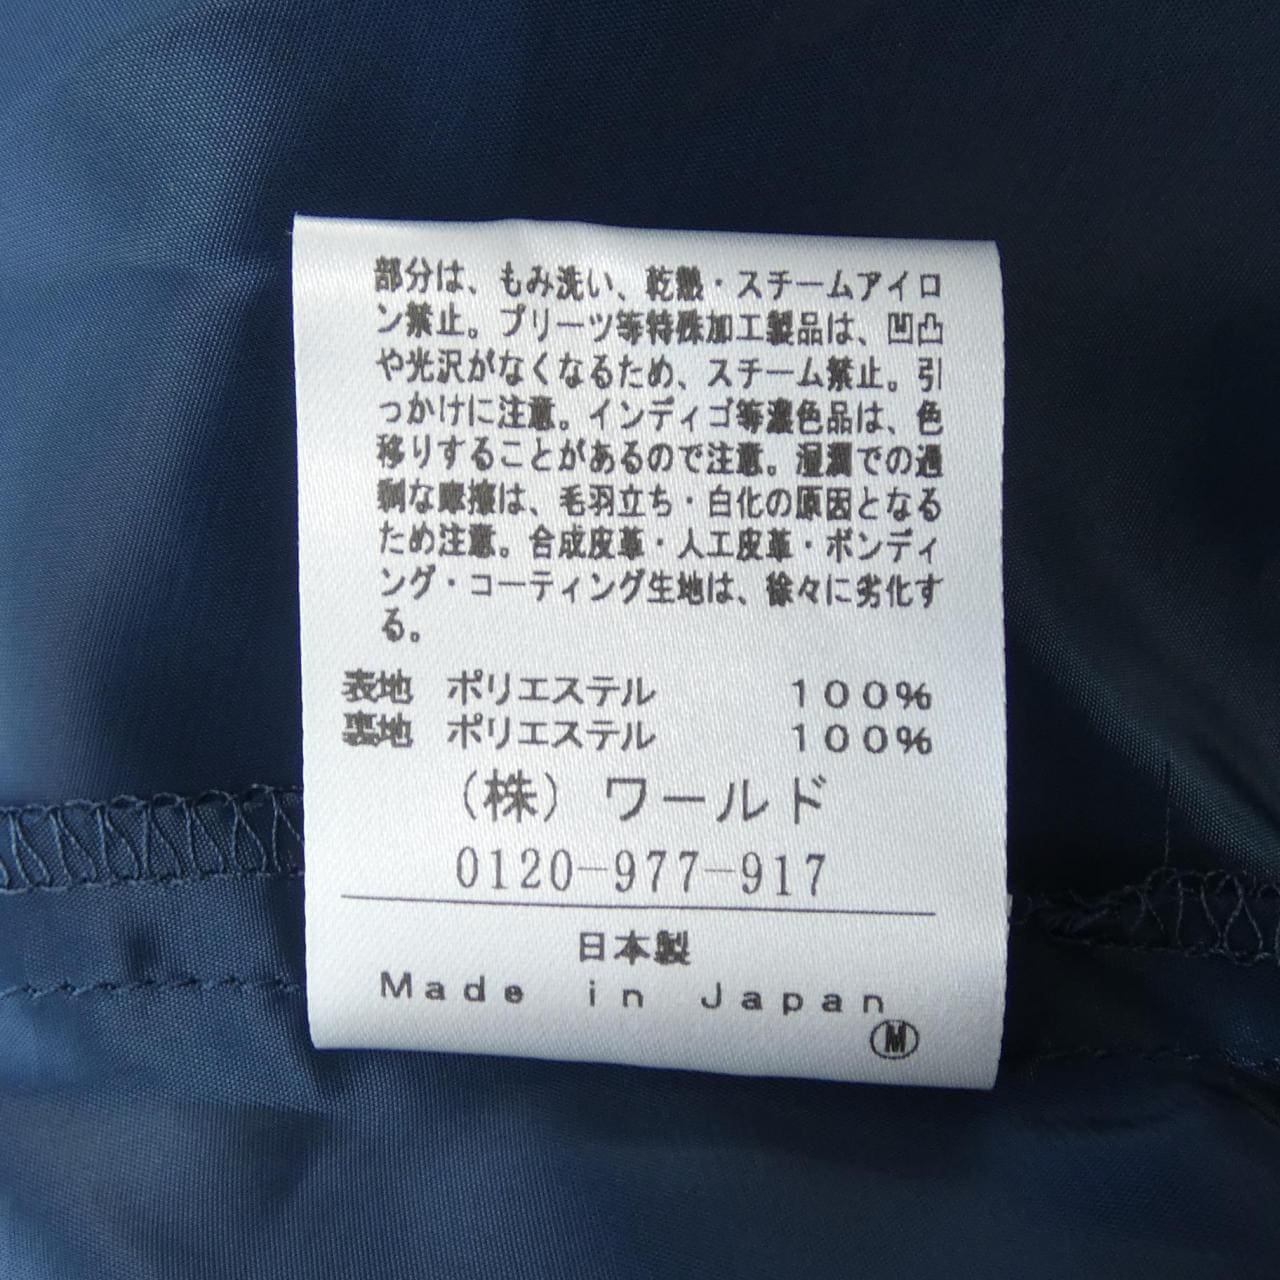 部分は、もみ洗い、乾燥・スチームアイロ
ン禁止。プリーツ等特殊加工製品は、凹凸
や光沢がなくなるため、スチーム禁止。引
っかけに注意。インディゴ等濃色品は、色
移りすることがあるので注意。湿潤での過
剰な摩擦は、毛羽立ち・白化の原因となる
ため注意。合成皮革・人工皮革・ボンディ
ング・コーティング生地は、徐々に劣化す
る。
表地 ポリエステル 100%
裏地 ポリエステル 100%
(株)ワールド
0120-977-917
日本製
Made in Japan
M